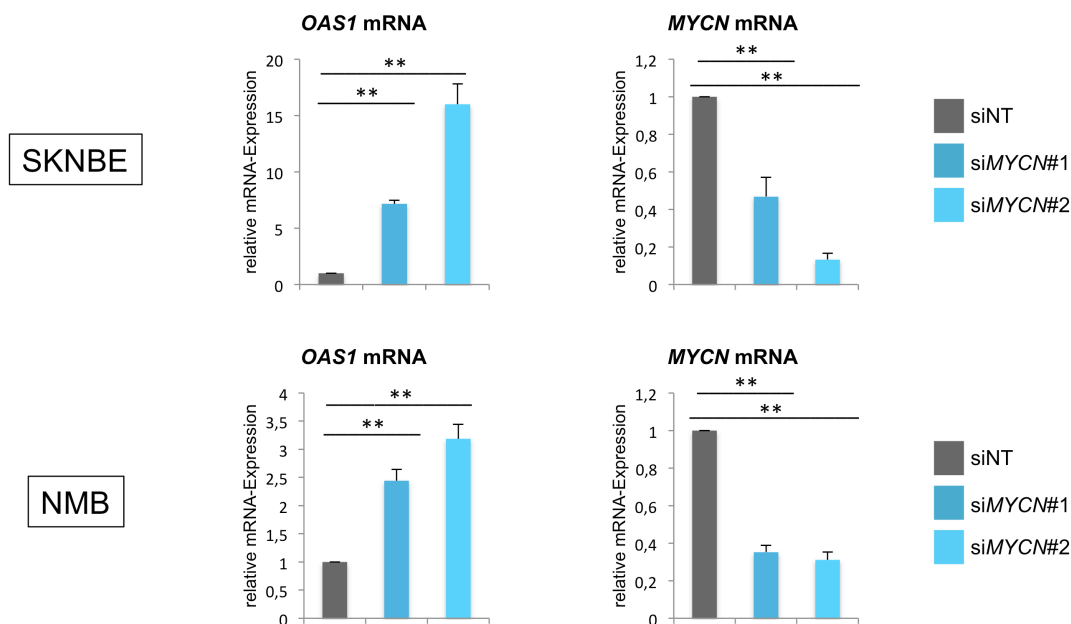 OAS1 mRNA
MYCN mRNA
SKNBE
relative mRNA-Expression
20
15
10
5
0
**
**
relative mRNA-Expression
1,2
1
0,8
0,6
0,4
0,2
0
**
**
siNT
siMYCN#1
siMYCN#2
OAS1 mRNA
MYCN mRNA
NMB
relative mRNA-Expression
4
3,5
3
2,5
2
1,5
1
0,5
0
**
**
relative mRNA-Expression
1,2
1
0,8
0,6
0,4
0,2
0
**
**
siNT
siMYCN#1
siMYCN#2